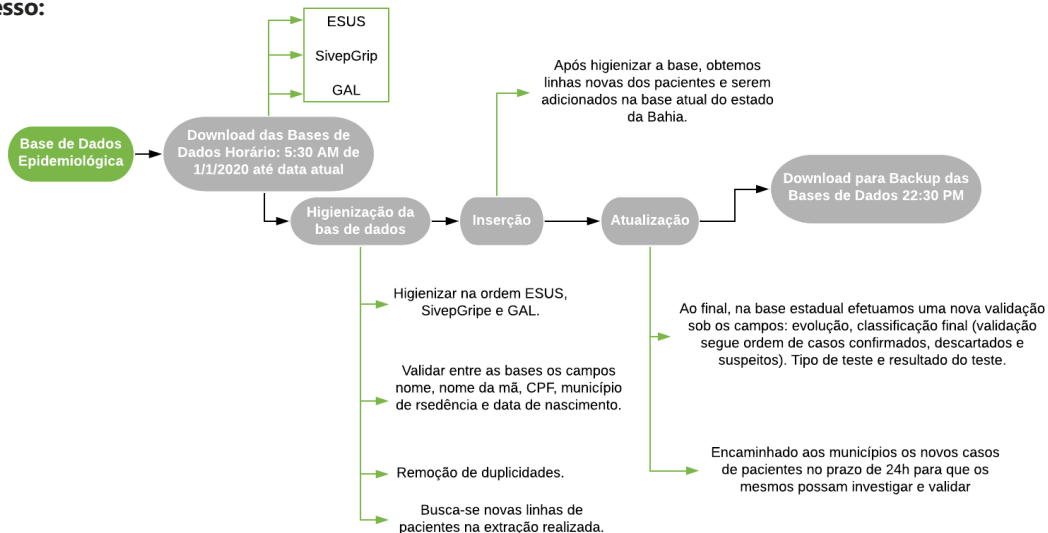 esso:
ESUS
SivepGrip
GAL
Base de Dados
Epidemiológica
Download das Bases de
Dados Horário: 5:30 AM de
1/1/2020 até data atual
Após higienizar a base, obtemos
linhas novas dos pacientes e serem
adicionados na base atual do estado
da Bahia.
Higienização da
bas de dados
Inserção
Atualização
Download para Backup das
Bases de Dados 22:30 PM
Higienizar na ordem ESUS,
SivepGripe e GAL.
Validar entre as bases os campos
nome, nome da mã, CPF, município
de rsedência e data de nascimento.
Remoção de duplicidades.
Busca-se novas linhas de
pacientes na extração realizada.
Ao final, na base estadual efetuamos uma nova validação
sob os campos: evolução, classificação final (validação
segue ordem de casos confirmados, descartados e
suspeitos). Tipo de teste e resultado do teste.
Encaminhado aos municípios os novos casos
de pacientes no prazo de 24h para que os
mesmos possam investigar e validar